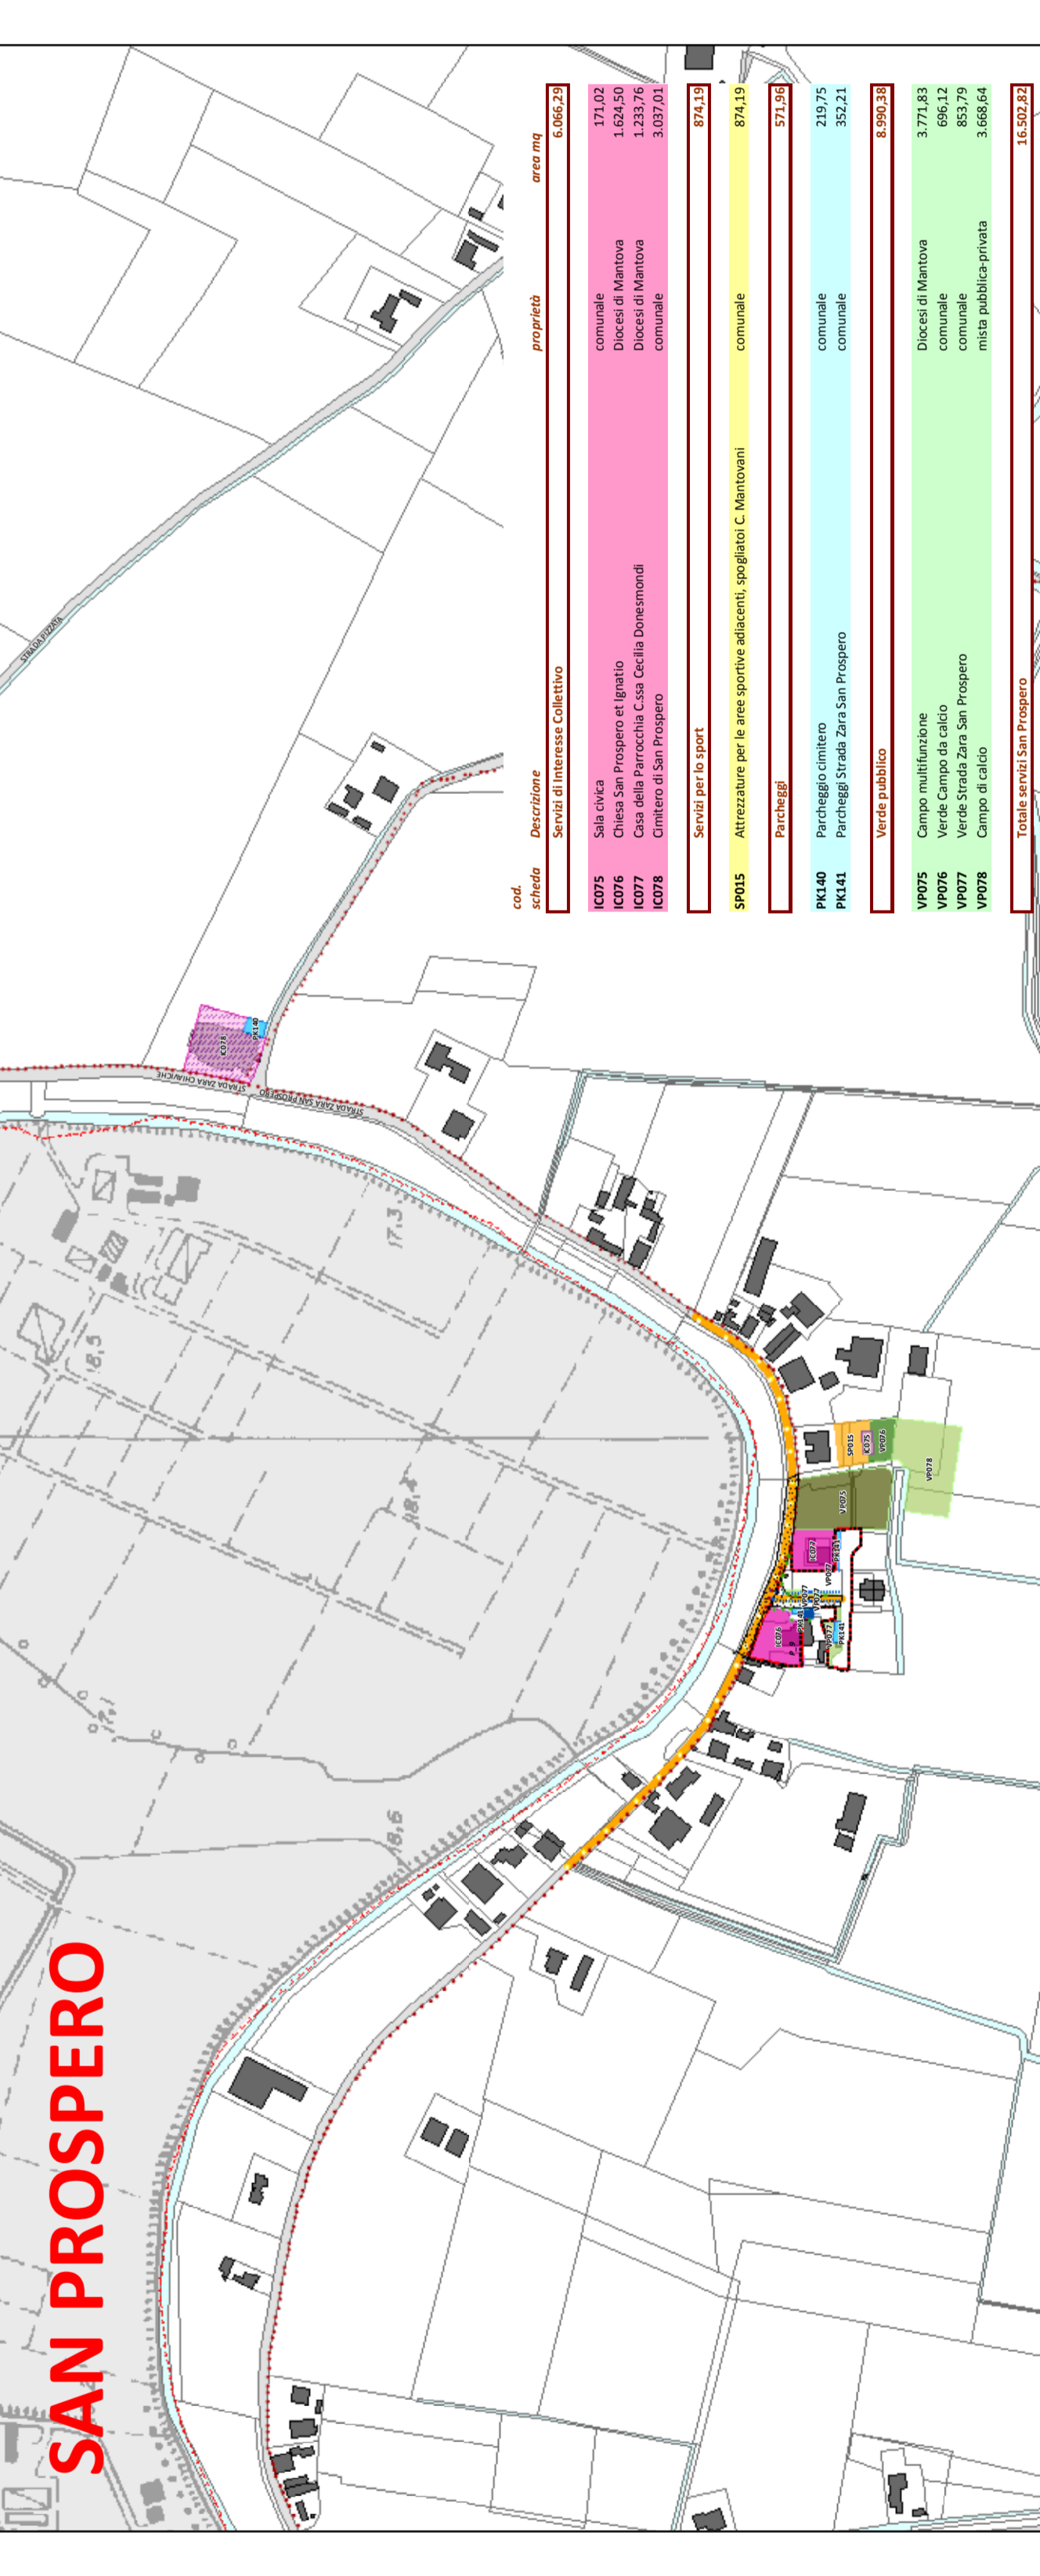 SAN PROSPERO
cod. scheda Descrizione proprietà area mq
Servizi di Interesse Collettivo 6.066,29
IC075 Sala civica comunale 171,02
IC076 Chiesa San Prospero et Ignatio Diocesi di Mantova 1.624,50
IC077 Casa della Parrocchia C.ssa Cecilia Donesmondi Diocesi di Mantova 1.233,76
IC078 Cimitero di San Prospero comunale 3.037,01
Servizi per lo sport 874,19
SP015 Attrezzature per le aree sportive adiacenti, spogliatoi C. Mantovani comunale 874,19
Parcheggi 571,96
PK140 Parcheggio cimitero comunale 219,75
PK141 Parcheggi Strada Zara San Prospero comunale 352,21
Verde pubblico 8.990,38
VP075 Campo multifunzione Diocesi di Mantova 3.771,83
VP076 Verde Campo da calcio comunale 696,12
VP077 Verde Strada Zara San Prospero comunale 853,79
VP078 Campo di calcio mista pubblica-privata 3.668,64
Totale servizi San Prospero 16.502,82
STRADA PIZZATA
STRADA ZARA CHIAVICHE
STRADA ZARA SAN PROSPERO
IC078
PK140
17.3
18.5
18.4
18.6
SP015
IC075
VP076
VP078
VP075
IC077
PK141
VP077
VP077
VP077
IC076
PK141
VP077
PK141